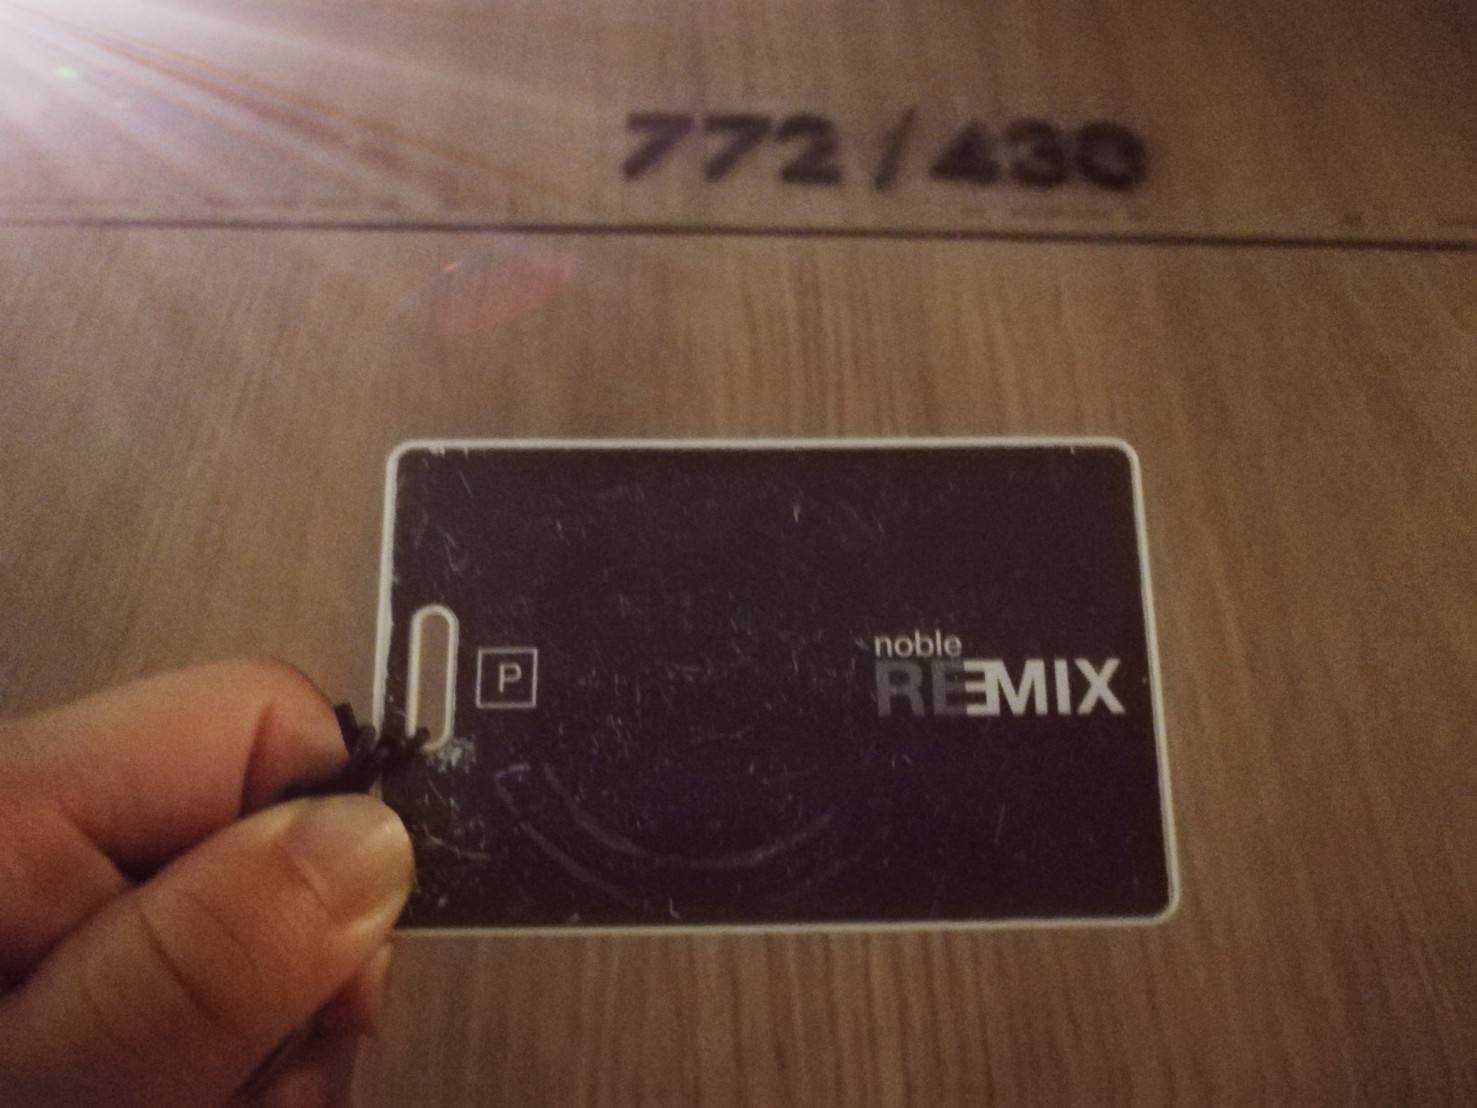 772/430
P
noble
REMIX